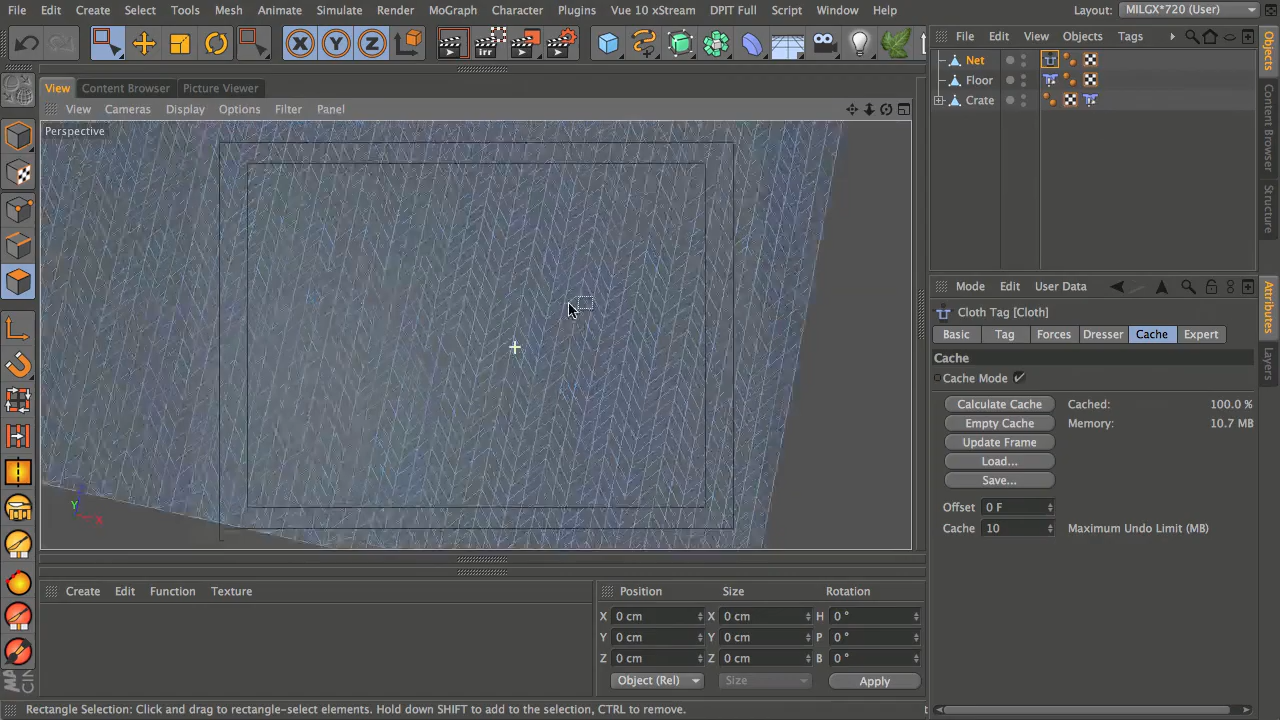 File Edit Create Select Tools Mesh Animate Simulate Render MoGraph Character Plugins Vue 10 xStream DPIT Full Script Window Help Layout: MILGX*720 (User)
File Edit View Objects Tags
Net
Floor
Crate
X Y Z
Irr
View Content Browser Picture Viewer
View Cameras Display Options Filter Panel
Perspective
Y
X
Objects
Content Browser
Structure
Mode Edit User Data
Cloth Tag [Cloth]
Basic Tag Forces Dresser Cache Expert
Cache
Cache Mode
Calculate Cache Cached: 100.0 %
Empty Cache Memory: 10.7 MB
Update Frame
Load...
Save...
Offset 0 F
Cache 10 Maximum Undo Limit (MB)
Attributes
Layers
Create Edit Function Texture
Position Size Rotation
X 0 cm X 0 cm H 0 °
Y 0 cm Y 0 cm P 0 °
Z 0 cm Z 0 cm B 0 °
Object (Rel) Size Apply
Rectangle Selection: Click and drag to rectangle-select elements. Hold down SHIFT to add to the selection, CTRL to remove.